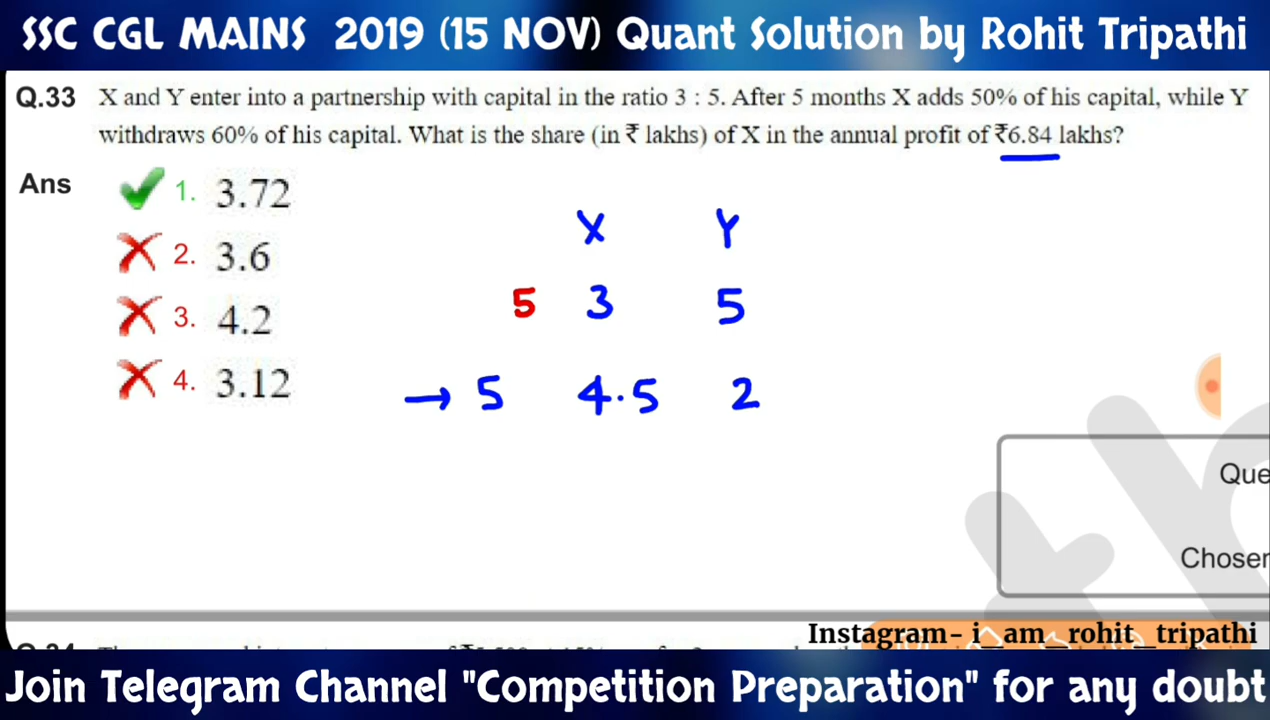 SSC CGL MAINS 2019 (15 NOV) Quant Solution by Rohit Tripathi
Q.33 X and Y enter into a partnership with capital in the ratio 3 : 5. After 5 months X adds 50% of his capital, while Y
withdraws 60% of his capital. What is the share (in ₹ lakhs) of X in the annual profit of ₹6.84 lakhs?
Ans
1. 3.72
2. 3.6
3. 4.2
4. 3.12
X Y
5 3 5
→ 5 4.5 2
Que
Chosen
Instagram- i_am_rohit_tripathi
Join Telegram Channel "Competition Preparation" for any doubt